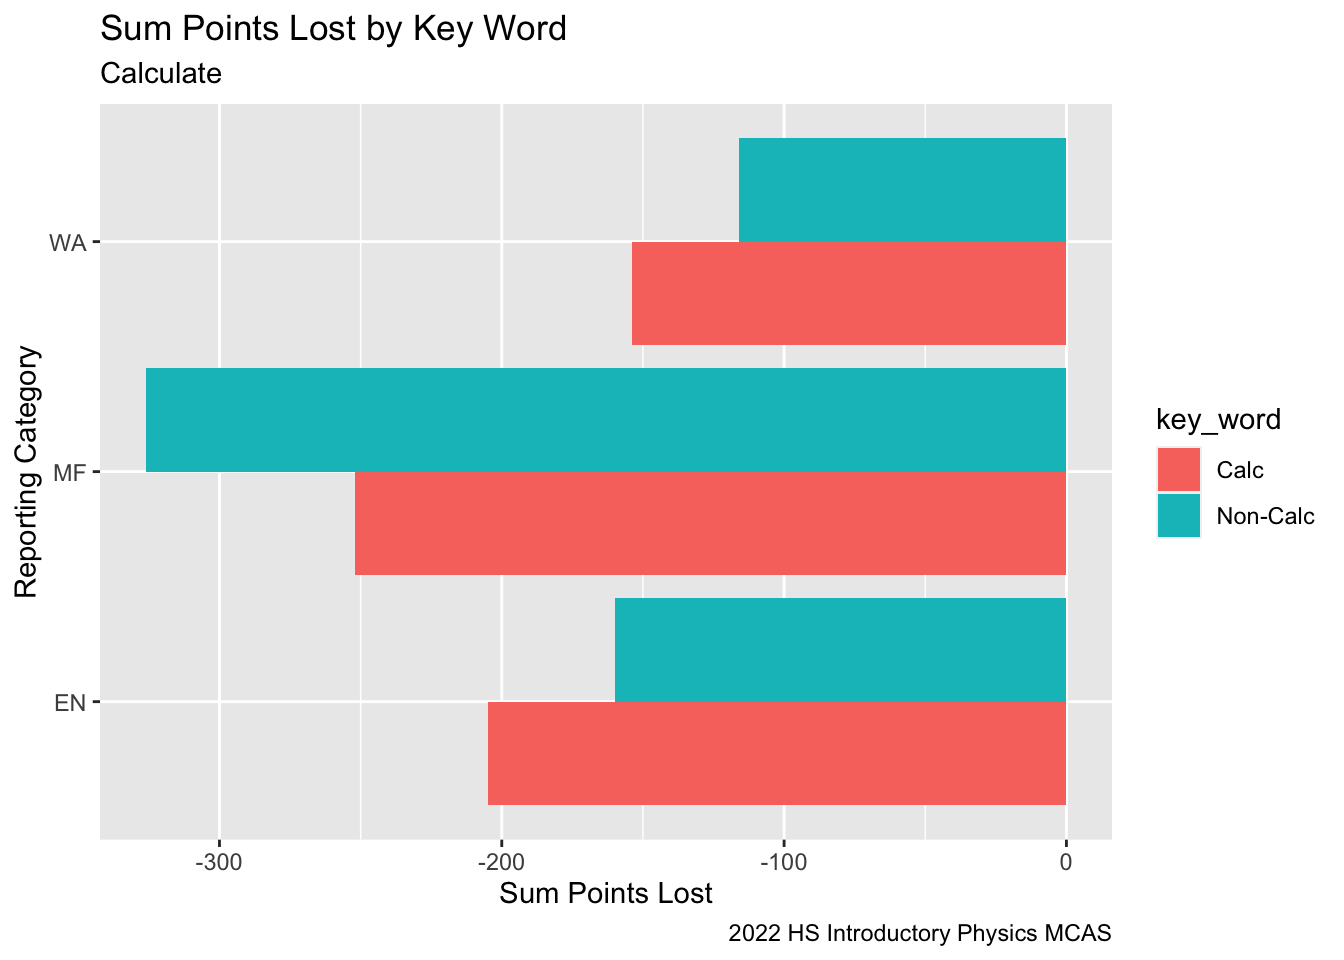 Sum Points Lost by Key Word
Calculate
Reporting Category
WA
MF
EN
-300
-200
-100
0
Sum Points Lost
key_word
Calc
Non-Calc
2022 HS Introductory Physics MCAS